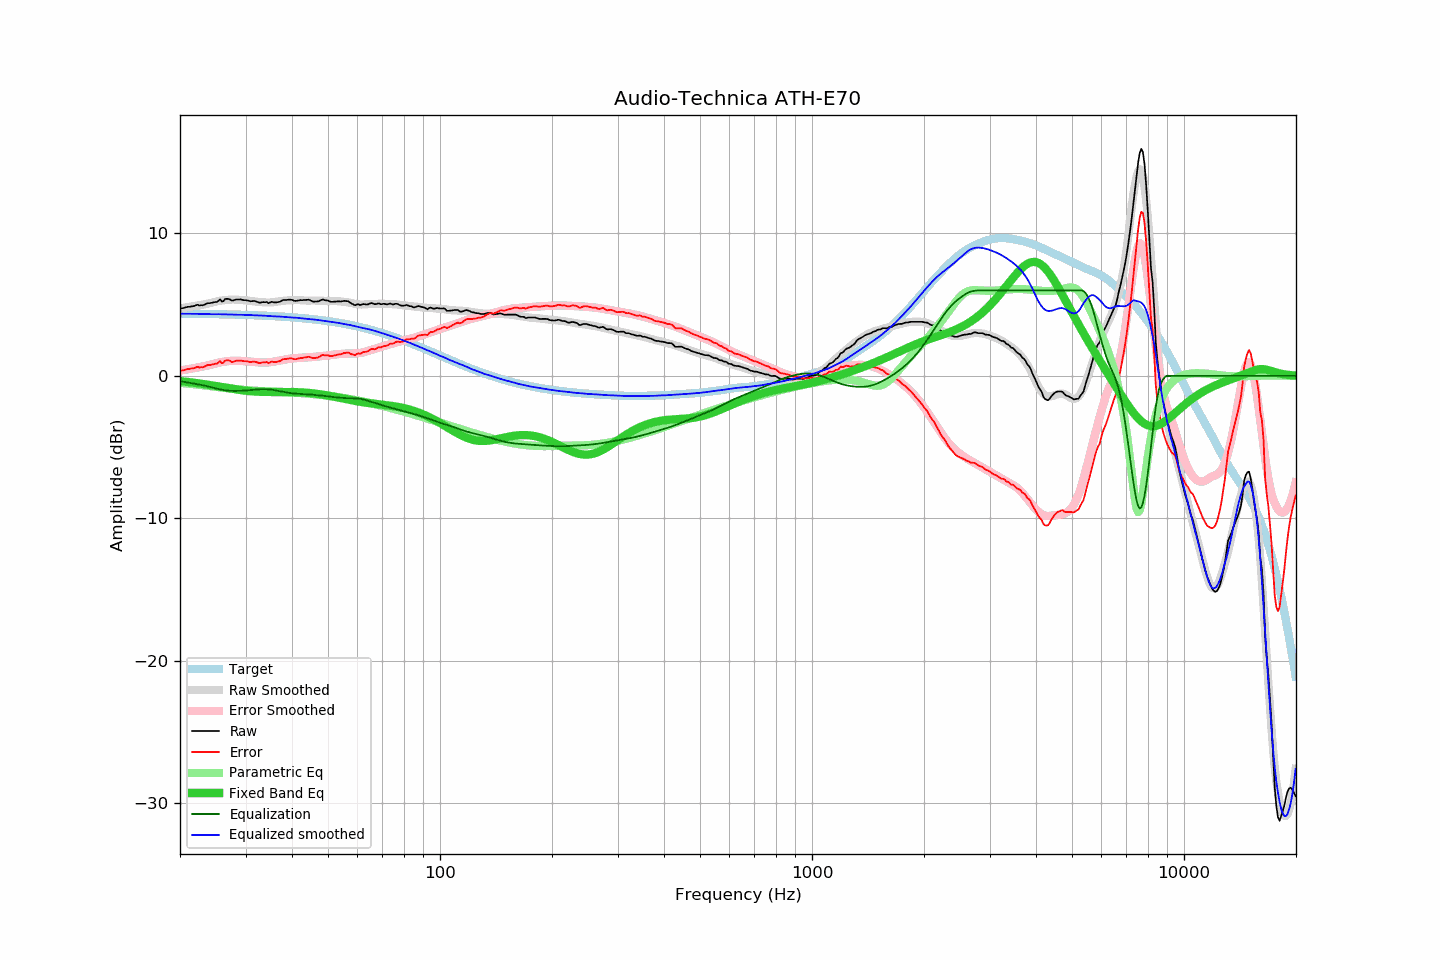 Audio-Technica ATH-E70
Amplitude (dBr)
10
0
−10
−20
−30
Target
Raw Smoothed
Error Smoothed
Raw
Error
Parametric Eq
Fixed Band Eq
Equalization
Equalized smoothed
100
1000
10000
Frequency (Hz)